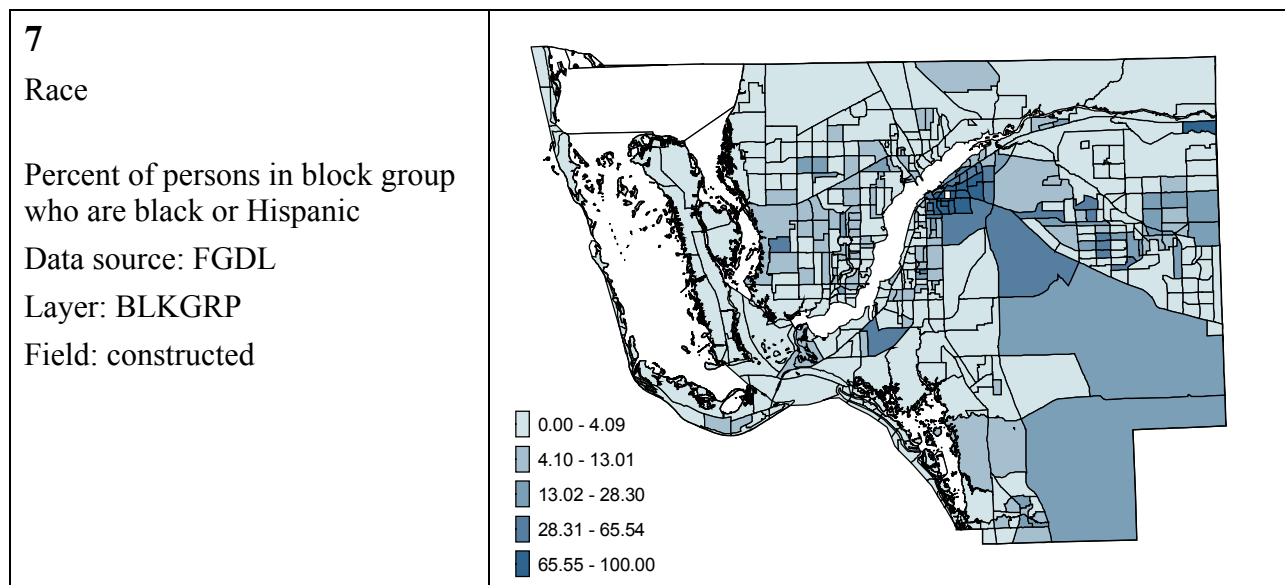 7
Race
Percent of persons in block group
who are black or Hispanic
Data source: FGDL
Layer: BLKGRP
Field: constructed
0.00 - 4.09
4.10 - 13.01
13.02 - 28.30
28.31 - 65.54
65.55 - 100.00